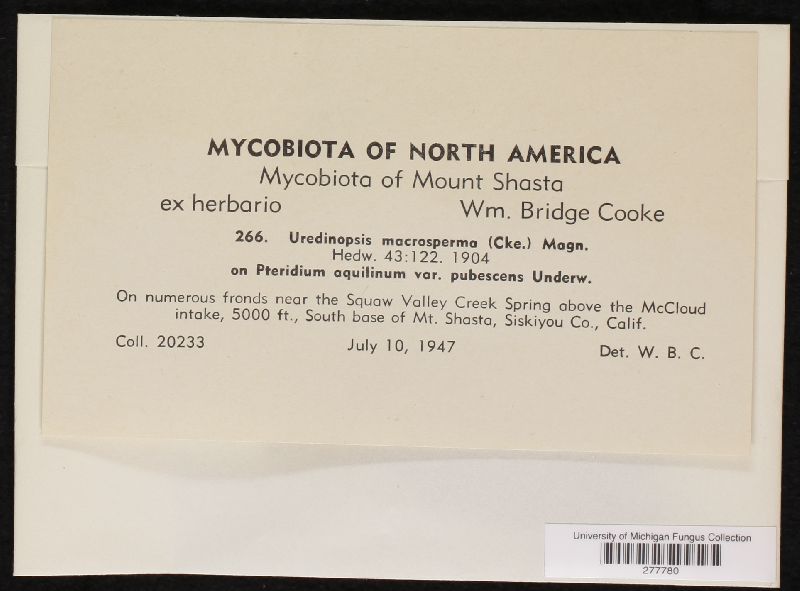 MYCOBIOTA OF NORTH AMERICA
Mycobiota of Mount Shasta
ex herbario Wm. Bridge Cooke
266. Uredinopsis macrosperma (Cke.) Magn.
Hedw. 43:122. 1904
on Pteridium aquilinum var. pubescens Underw.
On numerous fronds near the Squaw Valley Creek Spring above the McCloud
intake, 5000 ft., South base of Mt. Shasta, Siskiyou Co., Calif.
Coll. 20233 July 10, 1947 Det. W. B. C.
University of Michigan Fungus Collection
277780